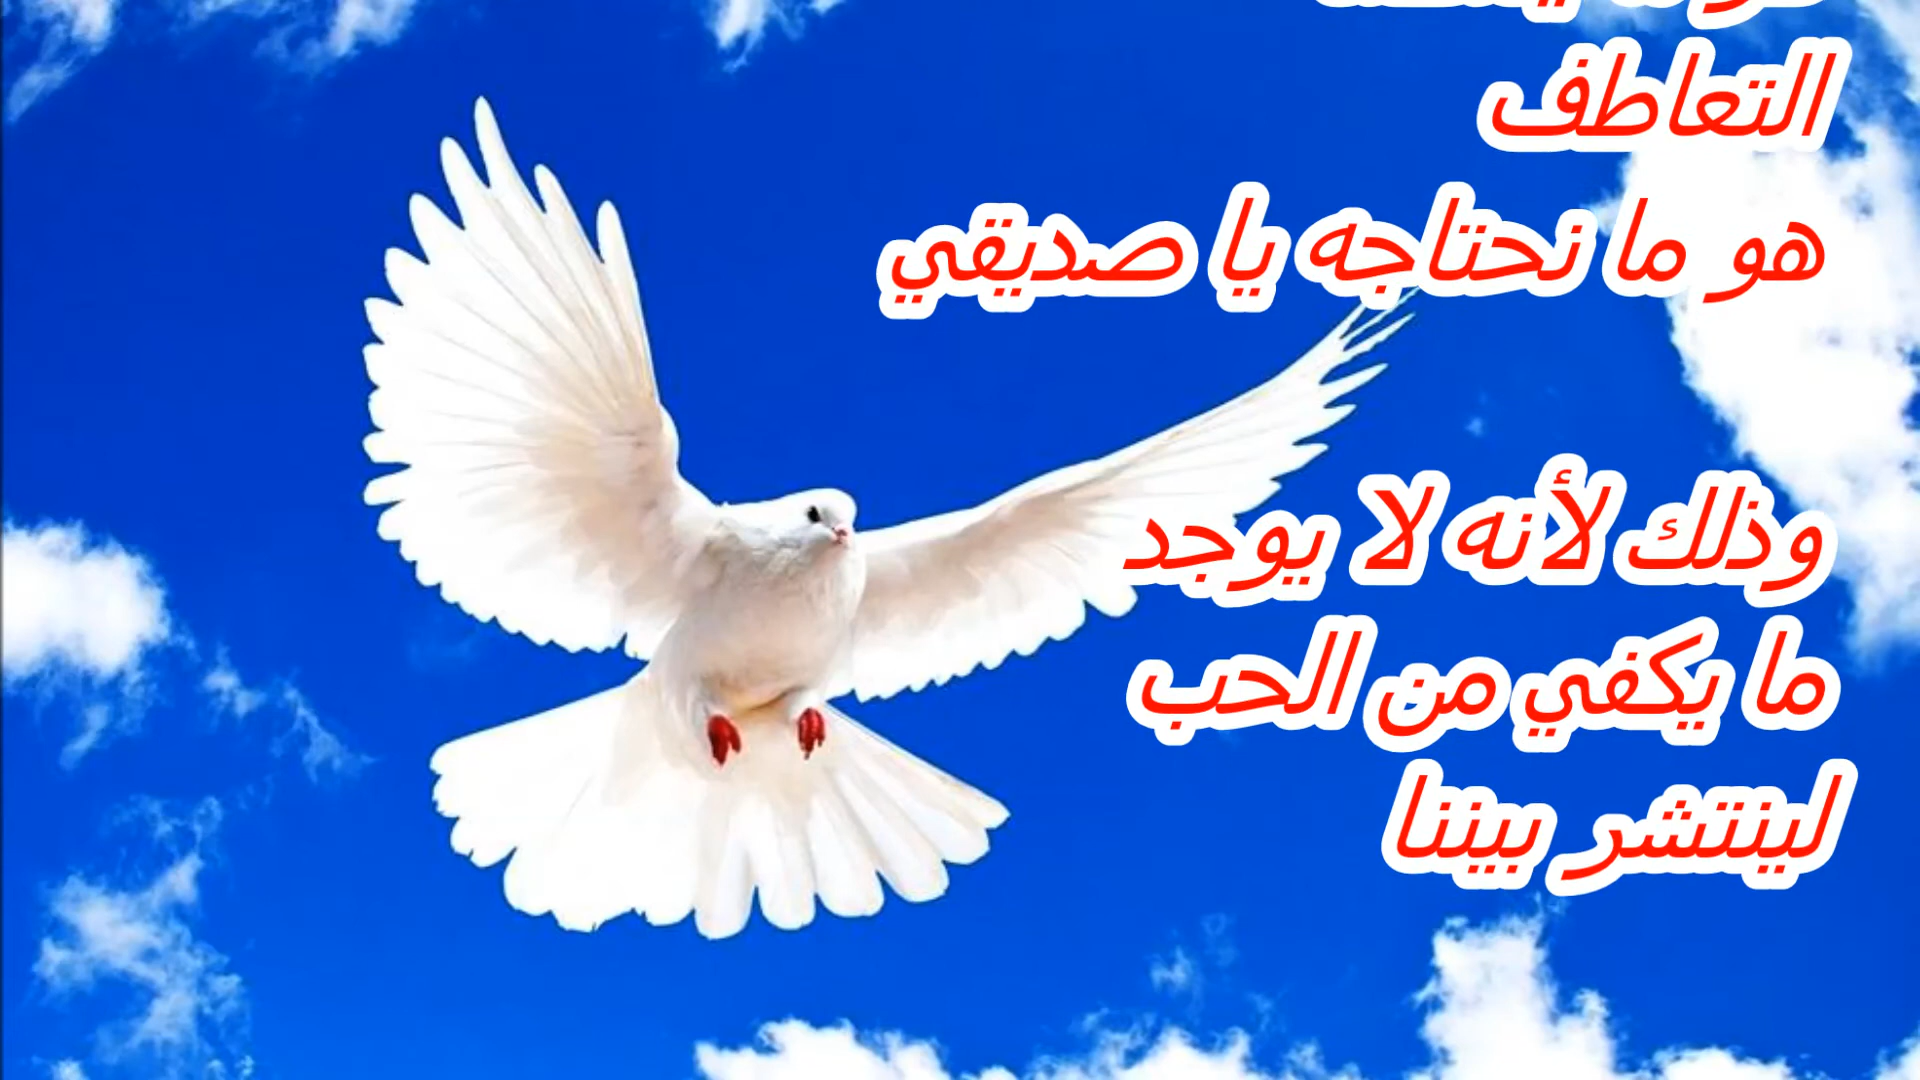 التعاطف
هو ما نحتاجه يا صديقي
وذلك لأنه لا يوجد
ما يكفي من الحب
لينتشر بيننا